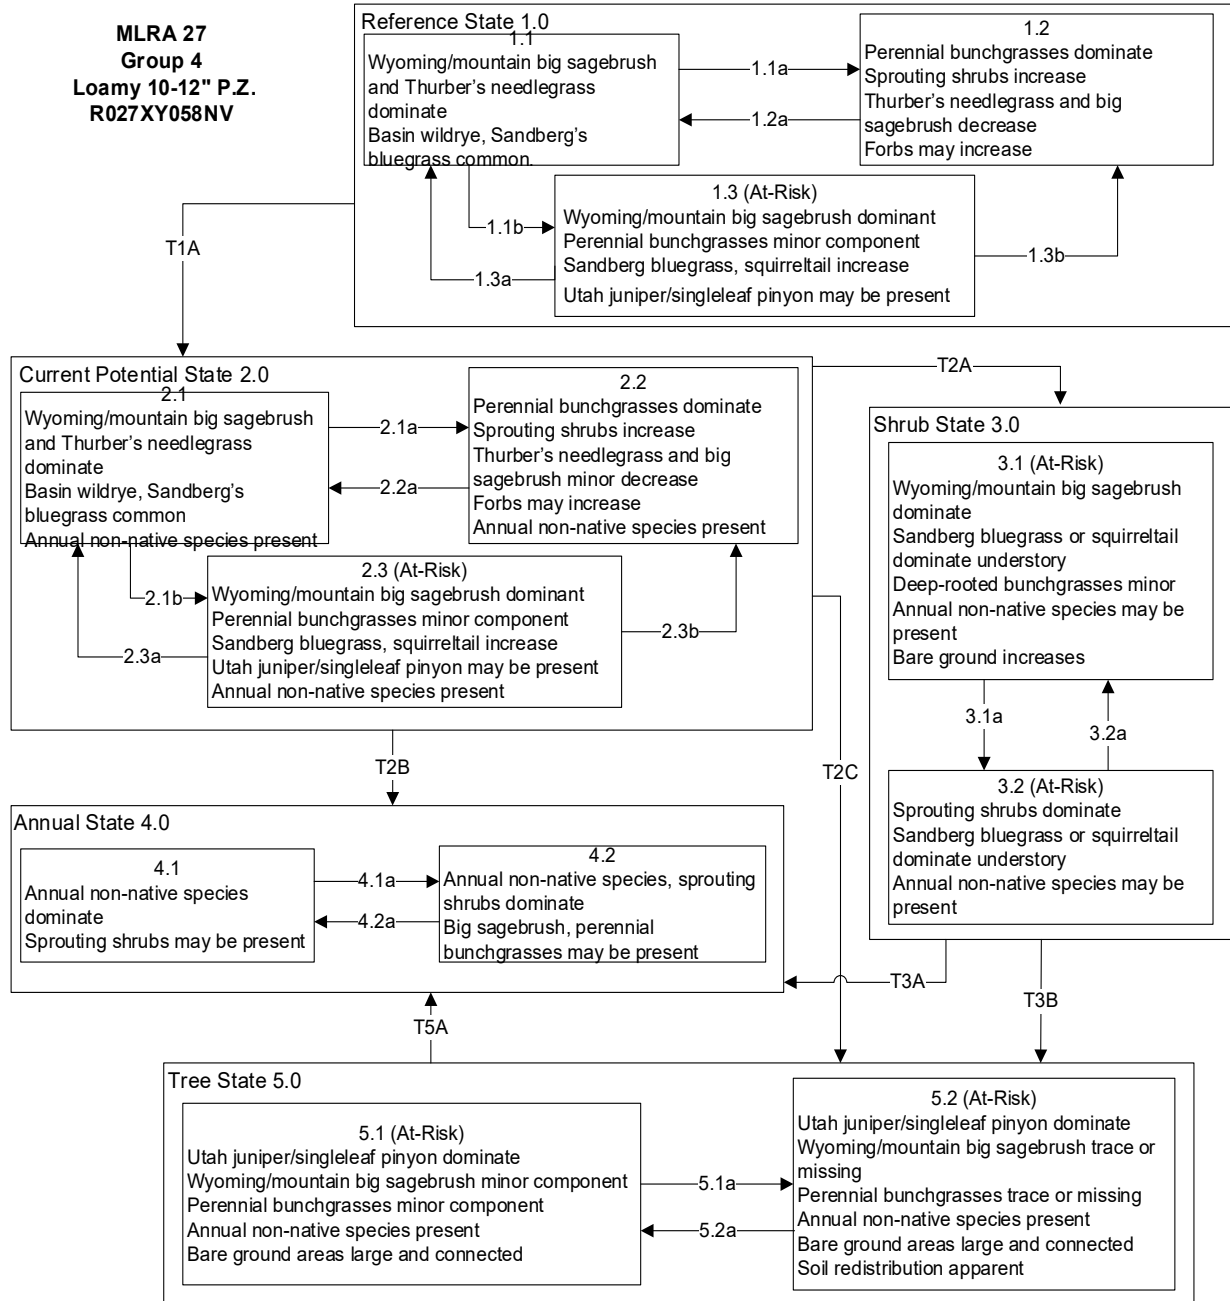 MLRA 27
Group 4
Loamy 10-12" P.Z.
R027XY058NV
Reference State 1.0
1.1
Wyoming/mountain big sagebrush
and Thurber's needlegrass
dominate
Basin wildrye, Sandberg's
bluegrass common.
1.1a
1.2a
1.2
Perennial bunchgrasses dominate
Sprouting shrubs increase
Thurber's needlegrass and big
sagebrush decrease
Forbs may increase
1.3 (At-Risk)
Wyoming/mountain big sagebrush dominant
Perennial bunchgrasses minor component
Sandberg bluegrass, squirreltail increase
Utah juniper/singleleaf pinyon may be present
1.1b
1.3a
1.3b
T1A
Current Potential State 2.0
2.1
Wyoming/mountain big sagebrush
and Thurber's needlegrass
dominate
Basin wildrye, Sandberg's
bluegrass common
Annual non-native species present
2.1a
2.2a
2.2
Perennial bunchgrasses dominate
Sprouting shrubs increase
Thurber's needlegrass and big
sagebrush minor decrease
Forbs may increase
Annual non-native species present
2.3 (At-Risk)
Wyoming/mountain big sagebrush dominant
Perennial bunchgrasses minor component
Sandberg bluegrass, squirreltail increase
Utah juniper/singleleaf pinyon may be present
Annual non-native species present
2.1b
2.3a
2.3b
T2A
Shrub State 3.0
3.1 (At-Risk)
Wyoming/mountain big sagebrush
dominate
Sandberg bluegrass or squirreltail
dominate understory
Deep-rooted bunchgrasses minor
Annual non-native species may be
present
Bare ground increases
3.1a
3.2a
3.2 (At-Risk)
Sprouting shrubs dominate
Sandberg bluegrass or squirreltail
dominate understory
Annual non-native species may be
present
T2B
T2C
Annual State 4.0
4.1
Annual non-native species
dominate
Sprouting shrubs may be present
4.1a
4.2a
4.2
Annual non-native species, sprouting
shrubs dominate
Big sagebrush, perennial
bunchgrasses may be present
T3A
T3B
T5A
Tree State 5.0
5.1 (At-Risk)
Utah juniper/singleleaf pinyon dominate
Wyoming/mountain big sagebrush minor component
Perennial bunchgrasses minor component
Annual non-native species present
Bare ground areas large and connected
5.1a
5.2a
5.2 (At-Risk)
Utah juniper/singleleaf pinyon dominate
Wyoming/mountain big sagebrush trace or
missing
Perennial bunchgrasses trace or missing
Annual non-native species present
Bare ground areas large and connected
Soil redistribution apparent